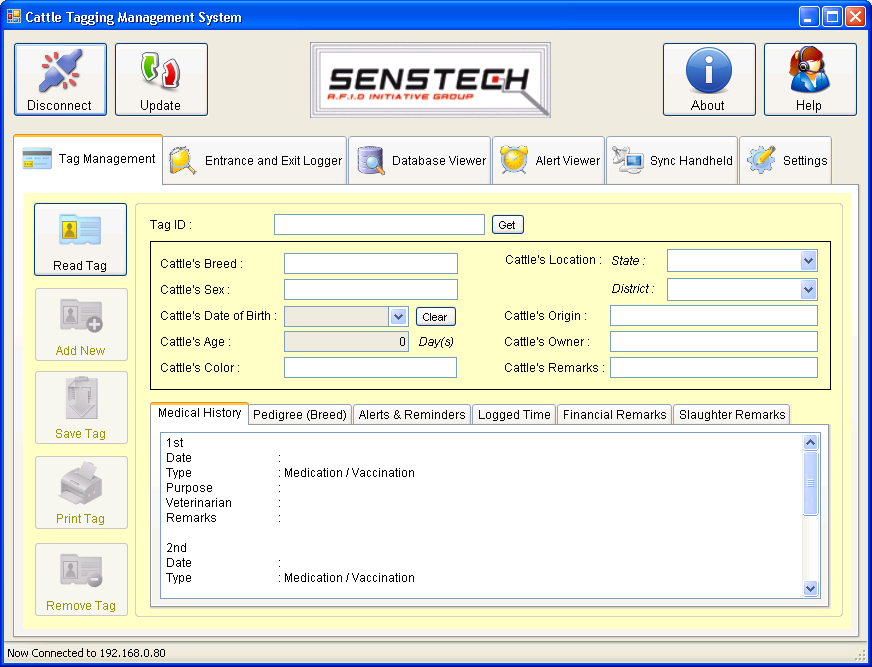 Cattle Tagging Management System
Disconnect
Update
SENSTECH
R.F.I.D INITIATIVE GROUP
About
Help
Tag Management
Entrance and Exit Logger
Database Viewer
Alert Viewer
Sync Handheld
Settings
Read Tag
Add New
Save Tag
Print Tag
Remove Tag
Tag ID :
Get
Cattle's Breed :
Cattle's Sex :
Cattle's Date of Birth :
Clear
Cattle's Age :
0 Day(s)
Cattle's Color :
Cattle's Location : State :
District :
Cattle's Origin :
Cattle's Owner :
Cattle's Remarks :
Medical History
Pedigree (Breed)
Alerts & Reminders
Logged Time
Financial Remarks
Slaughter Remarks
1st
Date :
Type : Medication / Vaccination
Purpose :
Veterinarian :
Remarks :
2nd
Date :
Type : Medication / Vaccination
Now Connected to 192.168.0.80